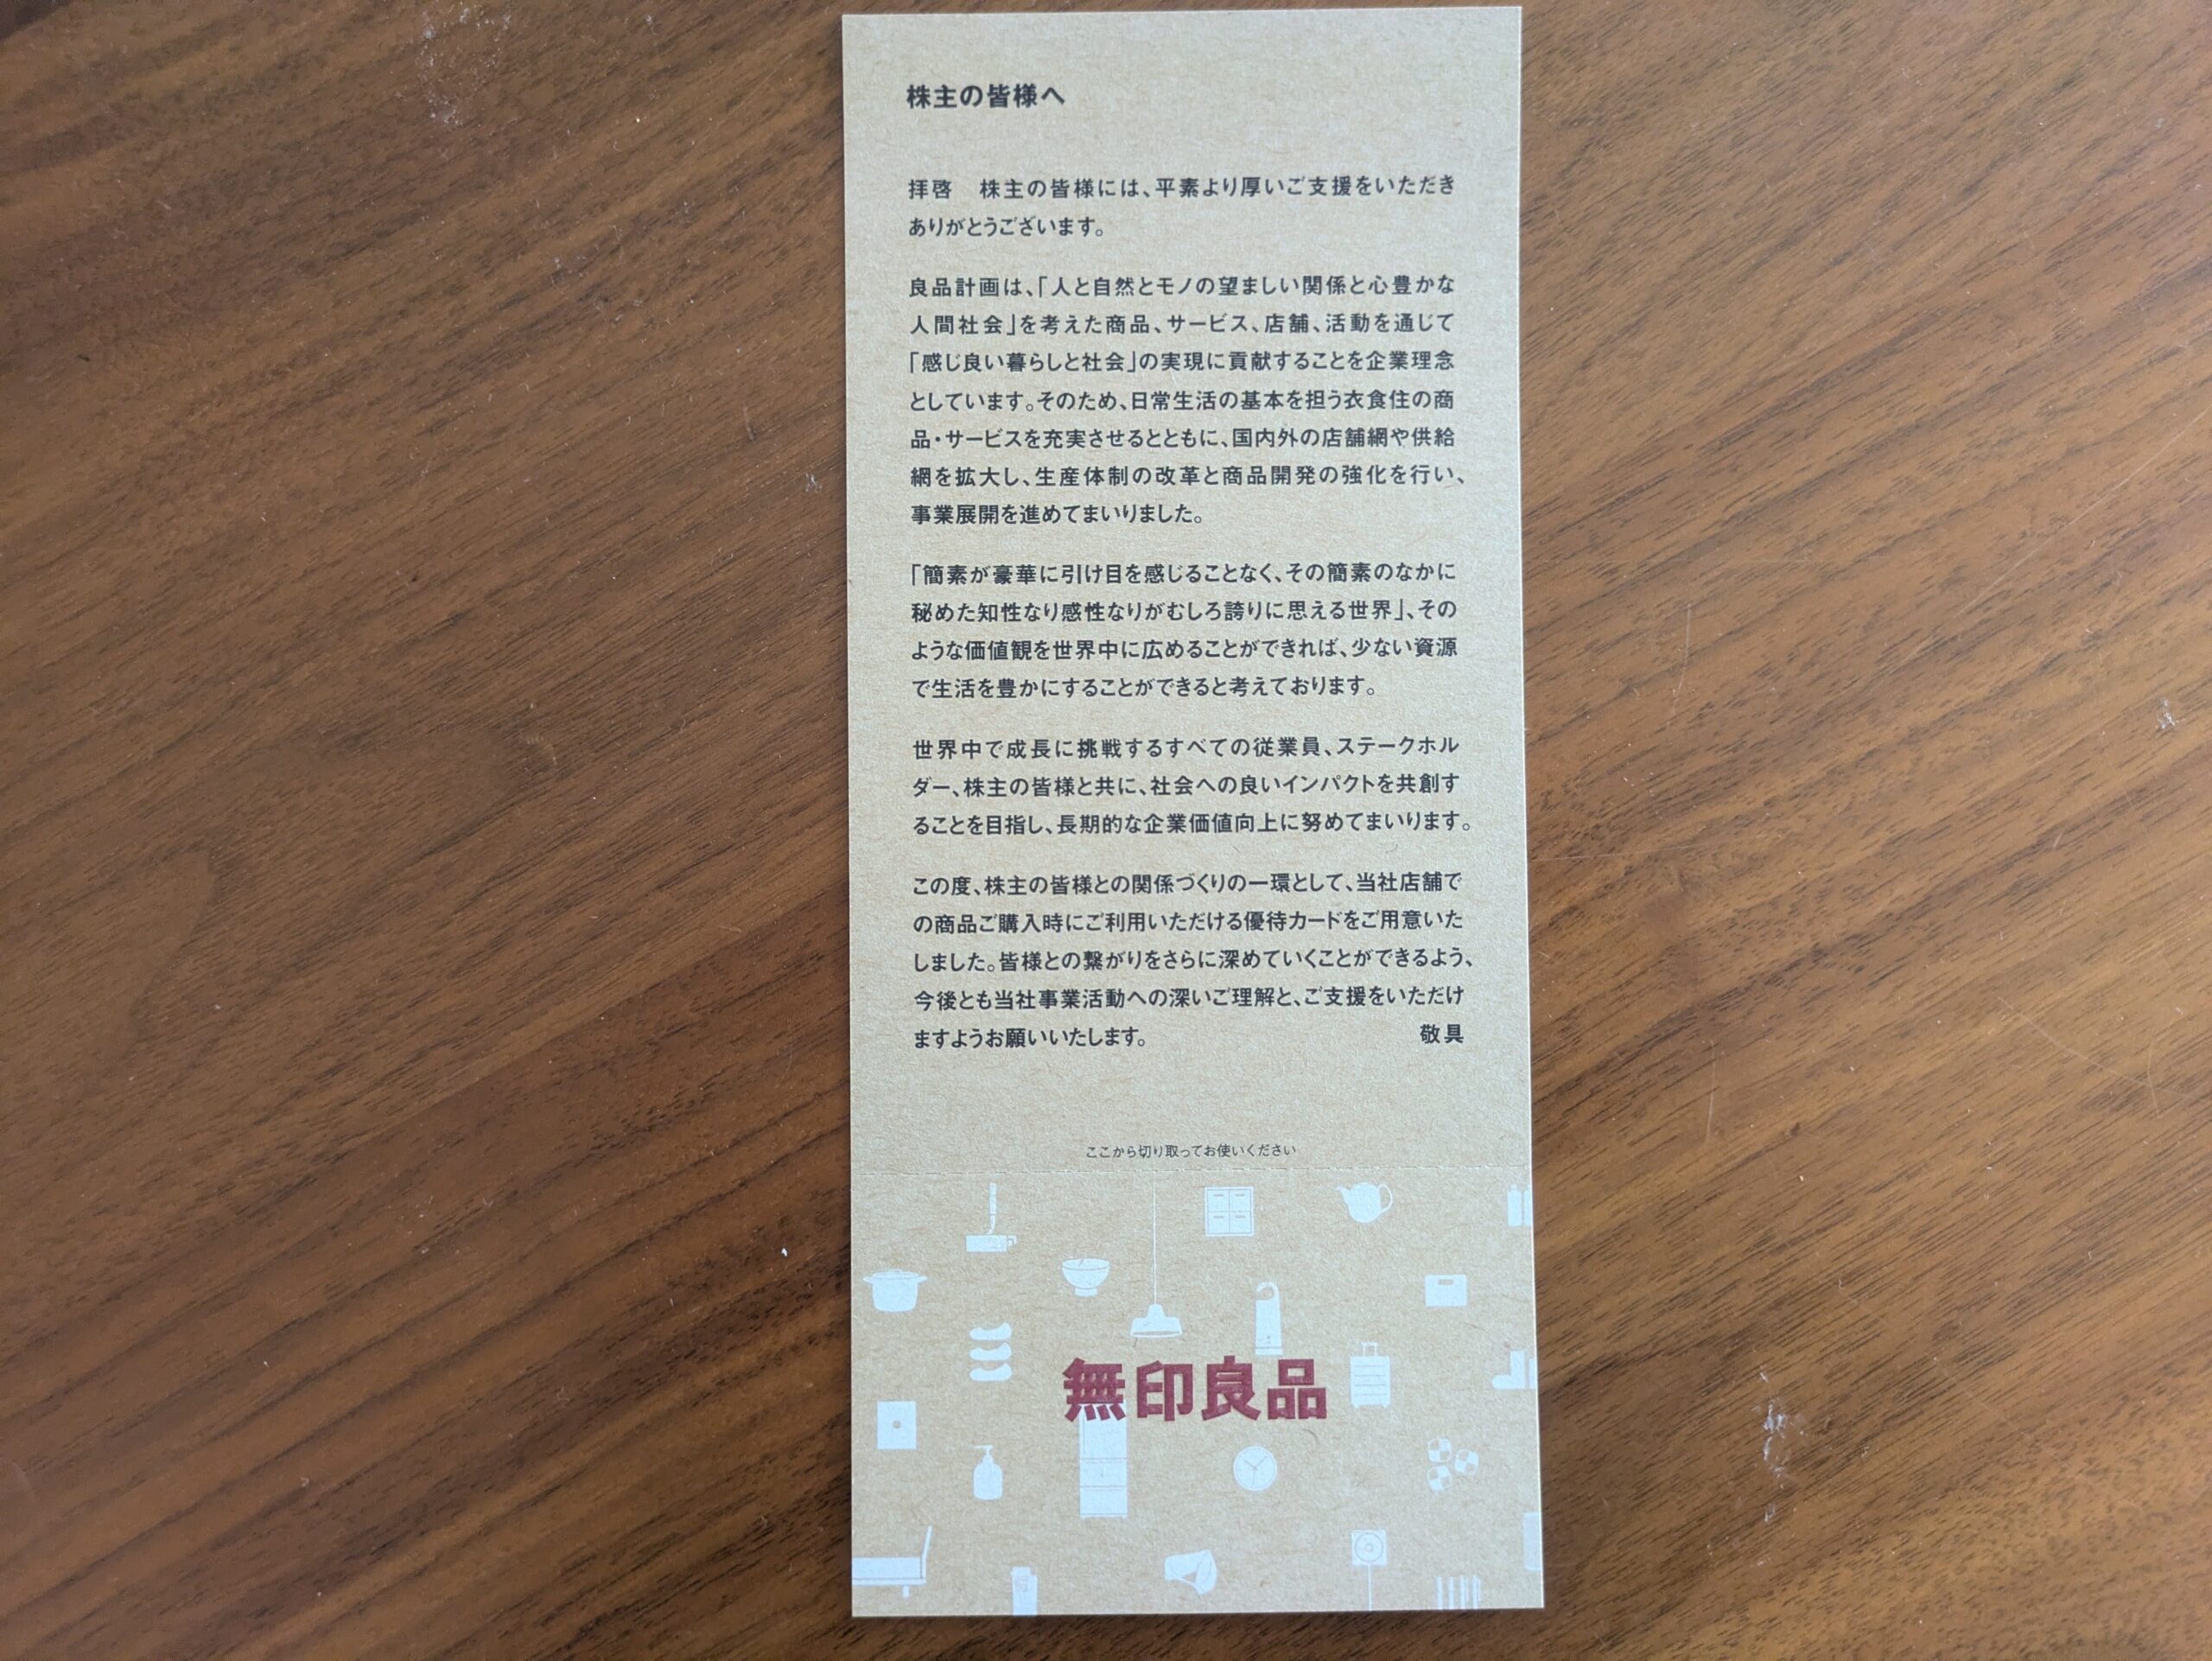 株主の皆様へ
拝啓　株主の皆様には、平素より厚いご支援をいただき
ありがとうございます。
良品計画は、「人と自然とモノの望ましい関係と心豊かな
人間社会」を考えた商品、サービス、店舗、活動を通じて
「感じ良い暮らしと社会」の実現に貢献することを企業理念
としています。そのため、日常生活の基本を担う衣食住の商
品・サービスを充実させるとともに、国内外の店舗網や供給
網を拡大し、生産体制の改革と商品開発の強化を行い、
事業展開を進めてまいりました。
「簡素が豪華に引け目を感じることなく、その簡素のなかに
秘めた知性なり感性なりがむしろ誇りに思える世界」、その
ような価値観を世界中に広めることができれば、少ない資源
で生活を豊かにすることができると考えております。
世界中で成長に挑戦するすべての従業員、ステークホル
ダー、株主の皆様と共に、社会への良いインパクトを共創す
ることを目指し、長期的な企業価値向上に努めてまいります。
この度、株主の皆様との関係づくりの一環として、当社店舗で
の商品ご購入時にご利用いただける優待カードをご用意いた
しました。皆様との繋がりをさらに深めていくことができるよう、
今後とも当社事業活動への深いご理解と、ご支援をいただけ
ますようお願いいたします。　敬具
ここから切り取ってお使いください
無印良品